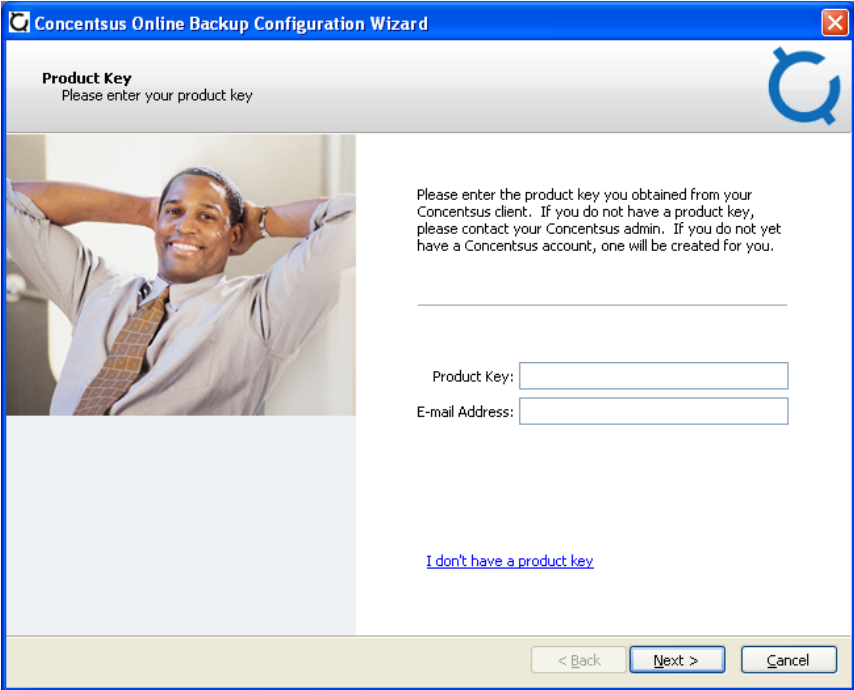 Concentsus Online Backup Configuration Wizard
Product Key
Please enter your product key
Please enter the product key you obtained from your
Concentsus client.  If you do not have a product key,
please contact your Concentsus admin.  If you do not yet
have a Concentsus account, one will be created for you.
Product Key:
E-mail Address:
I don't have a product key
< Back
Next >
Cancel